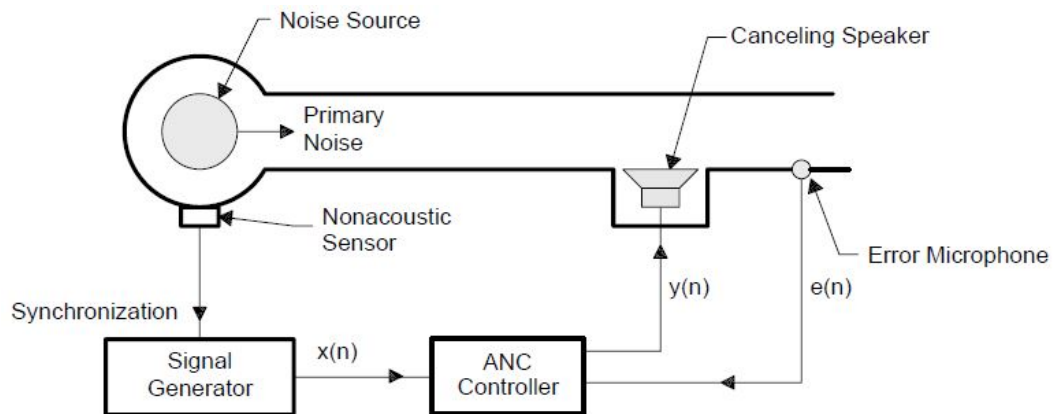 Noise Source
Canceling Speaker
Primary
Noise
Nonacoustic
Sensor
Error Microphone
y(n)
e(n)
Synchronization
Signal
Generator
x(n)
ANC
Controller